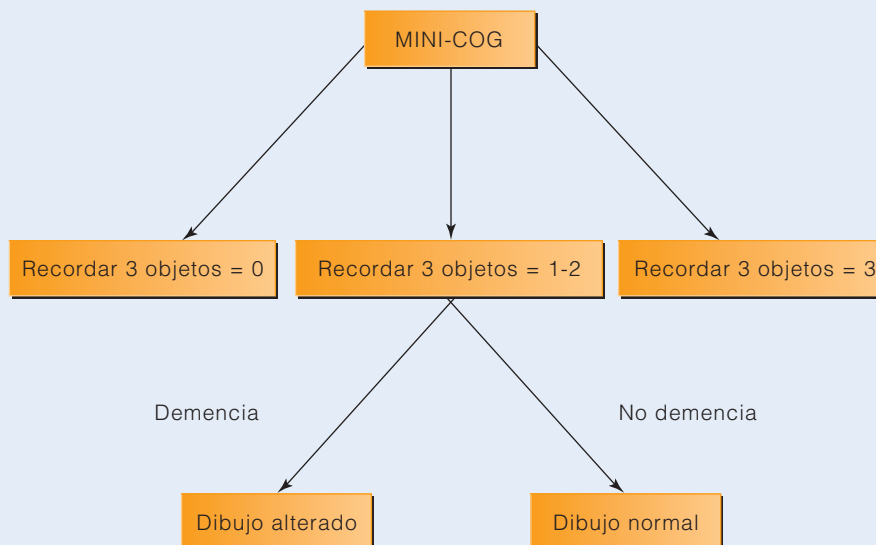 MINI-COG
Recordar 3 objetos = 0
Recordar 3 objetos = 1-2
Recordar 3 objetos = 3
Demencia
No demencia
Dibujo alterado
Dibujo normal